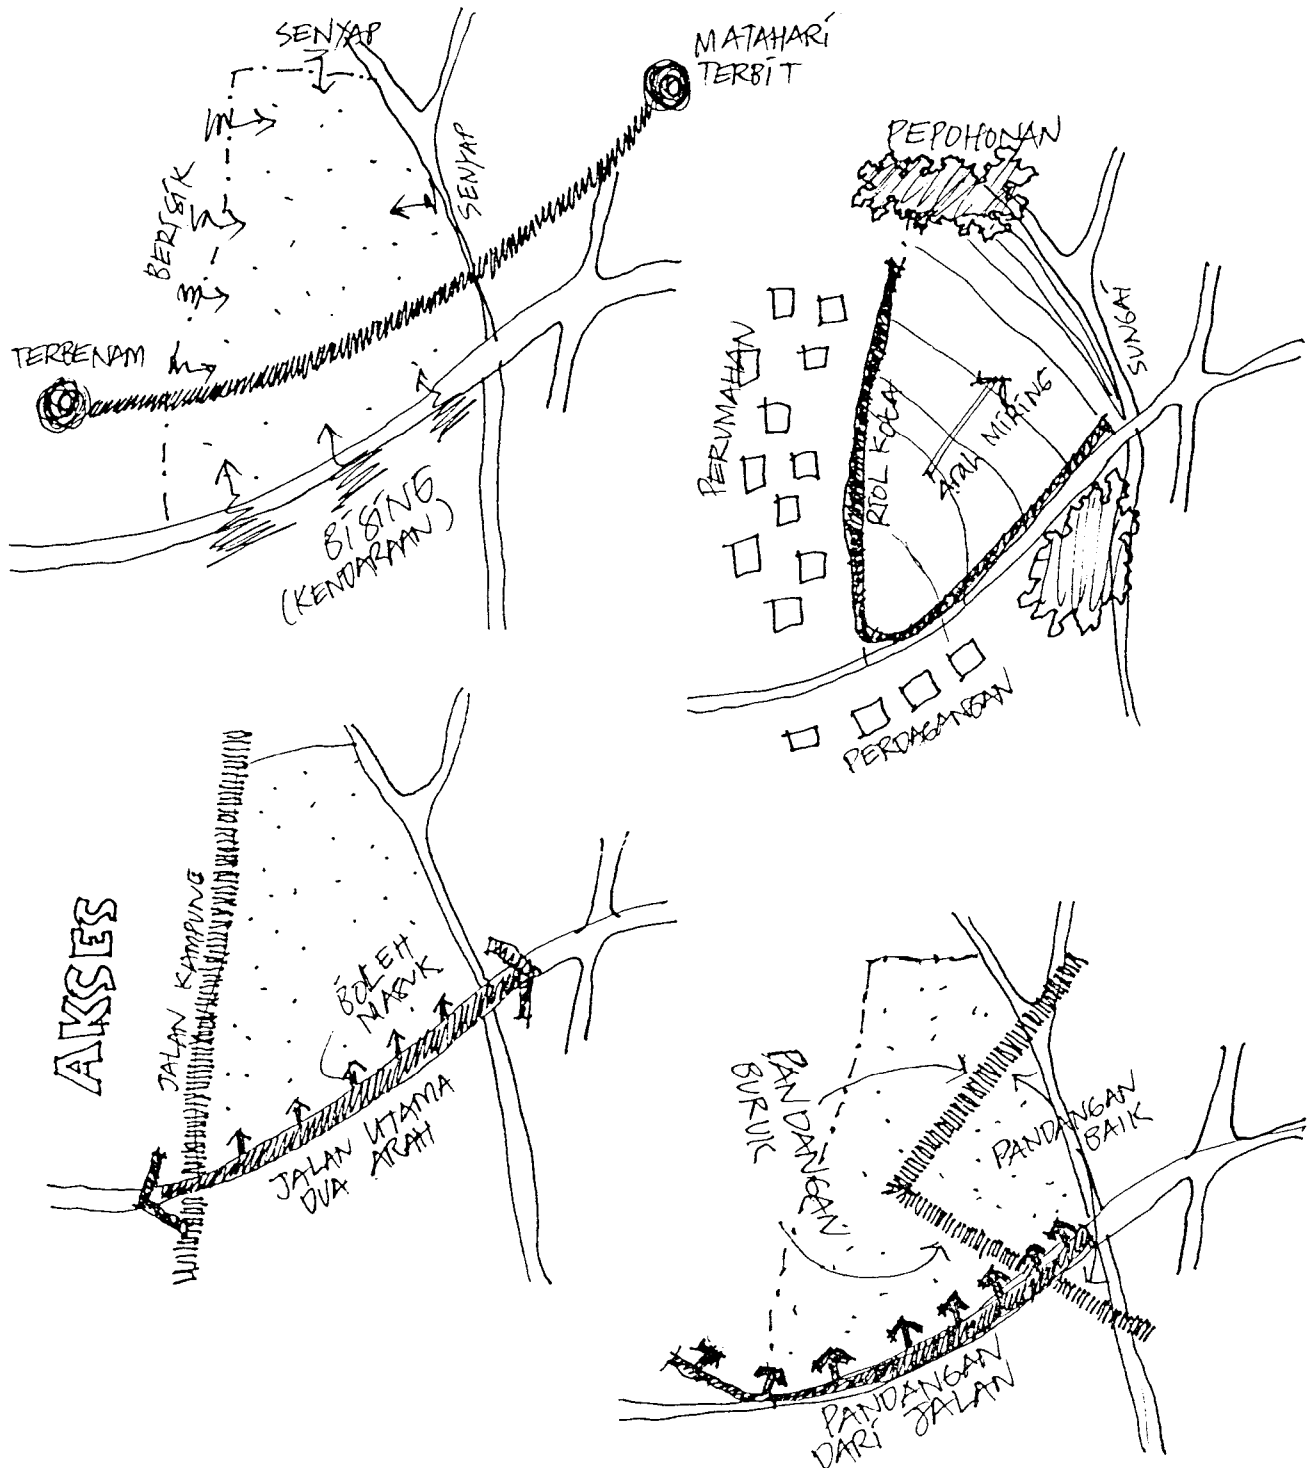 SENYAP
MATAHARI
TERBIT
BERISIK
SENYAP
TERBENAM
BISING
(KENDARAAN)
PEPOHONAN
PERUMAHAN
RIOL KOTA
ARAH MIRING
SUNGAI
PERDAGANGAN
AKSES
JALAN KAMPUNG
BOLEH
MASUK
JALAN UTAMA
DUA ARAH
PANDANGAN
BURUK
PANDANGAN
BAIK
PANDANGAN
DARI JALAN